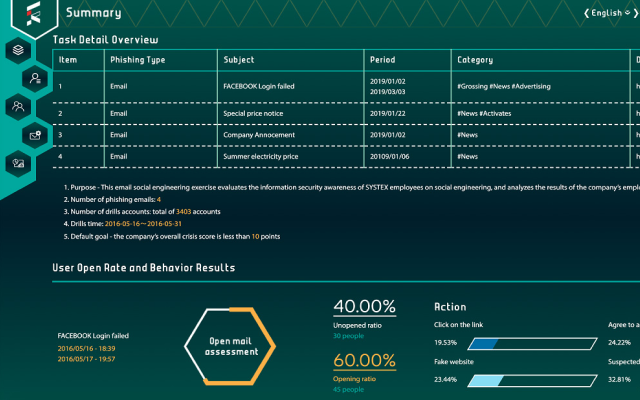 Summary
English
Task Detail Overview
Item Phishing Type Subject Period Category
1 Email FACEBOOK Login failed 2019/01/02 2019/03/03 #Grossing #News #Advertising
2 Email Special price notice 2019/01/22 #News #Activates
3 Email Company Annocement 2019/01/02 #News
4 Email Summer electricity price 20109/01/06 #News
1. Purpose - This email social engineering exercise evaluates the information security awareness of SYSTEX employees on social engineering, and analyzes the results of the company's
2. Number of phishing emails: 4
3. Number of drills accounts: total of 3403 accounts
4. Drills time: 2016-05-16～2016-05-31
5. Default goal - the company's overall crisis score is less than 10 points
User Open Rate and Behavior Results
FACEBOOK Login failed
2016/05/16 - 18:39
2016/05/17 - 19:57
Open mail
assessment
40.00%
Unopened ratio
30 people
60.00%
Opening ratio
45 people
Action
Click on the link Agree to a
19.53% 24.22%
Fake website Suspected
23.44% 32.81%